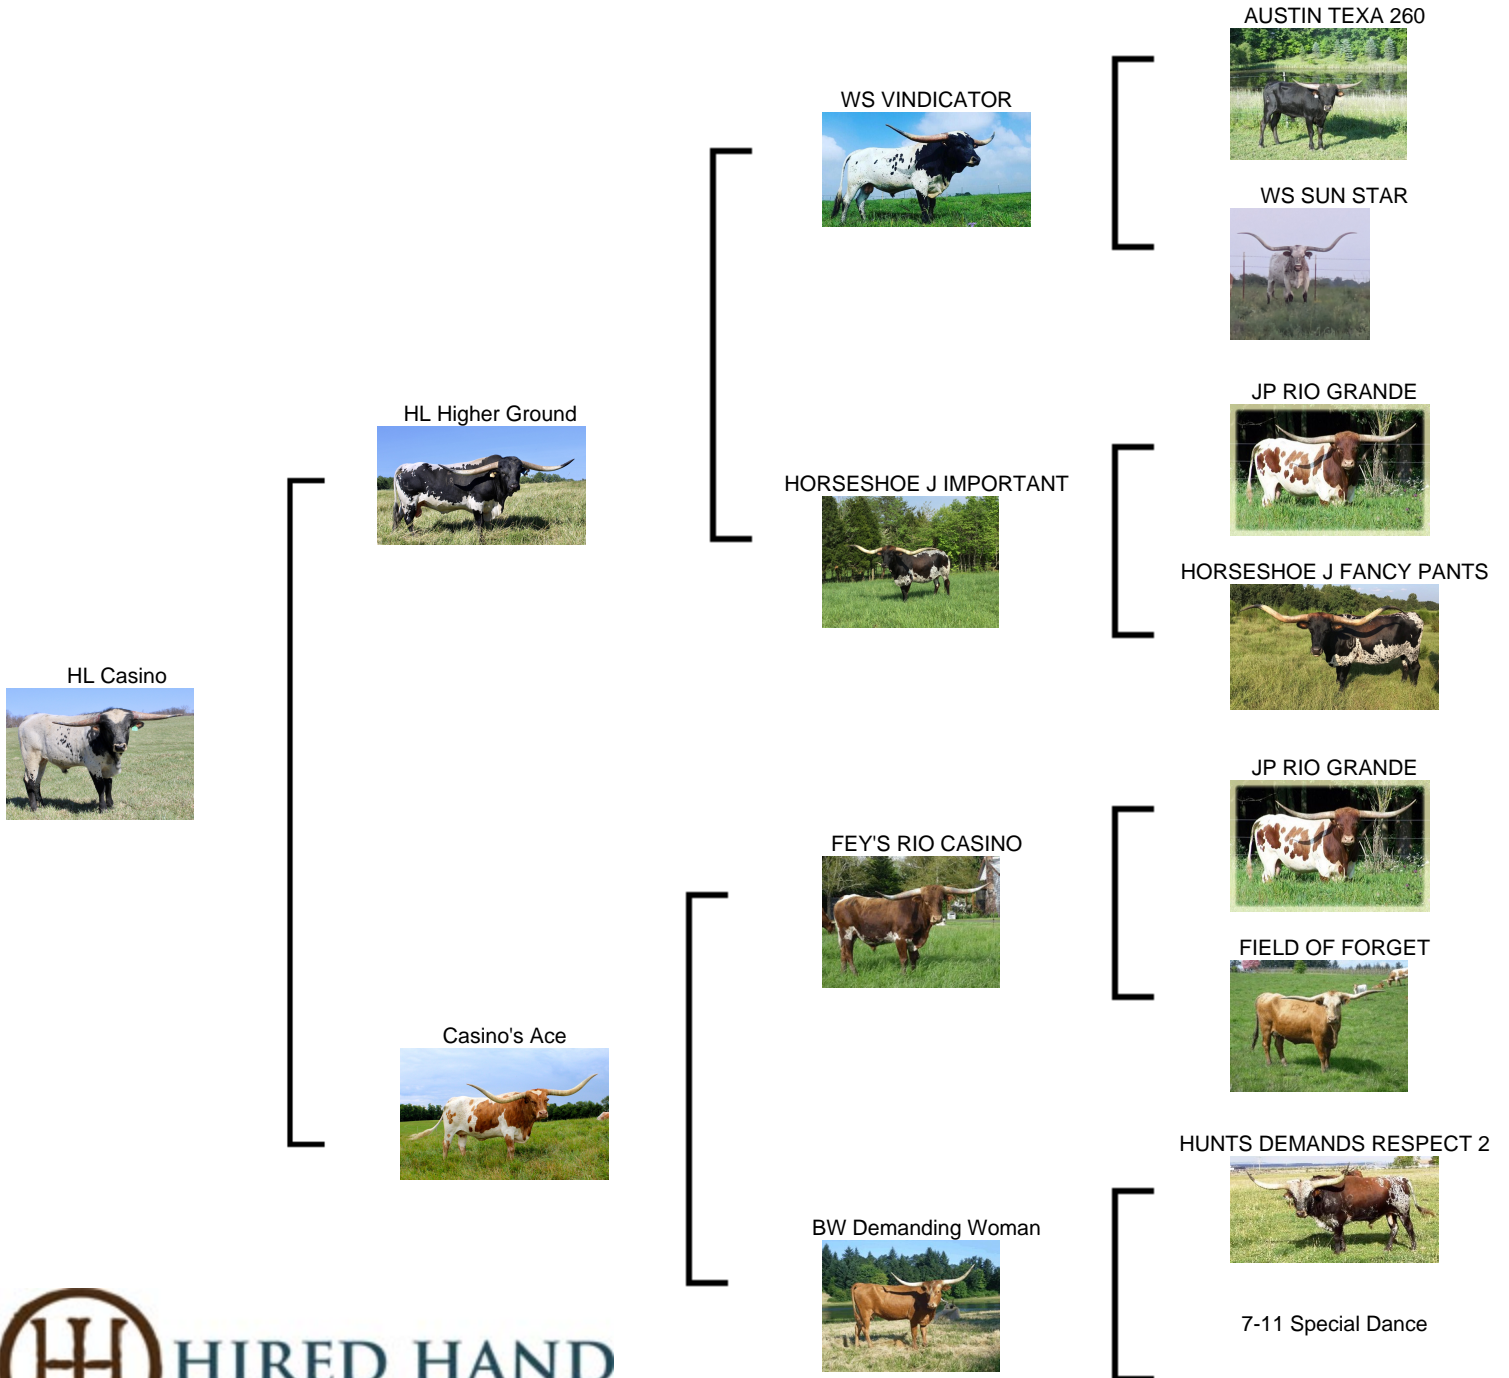 AUSTIN TEXA 260
WS VINDICATOR
WS SUN STAR
JP RIO GRANDE
HL Higher Ground
HORSESHOE J IMPORTANT
HORSESHOE J FANCY PANTS
HL Casino
JP RIO GRANDE
FEY'S RIO CASINO
FIELD OF FORGET
Casino's Ace
HUNTS DEMANDS RESPECT 2
BW Demanding Woman
7-11 Special Dance
HIRED HAND